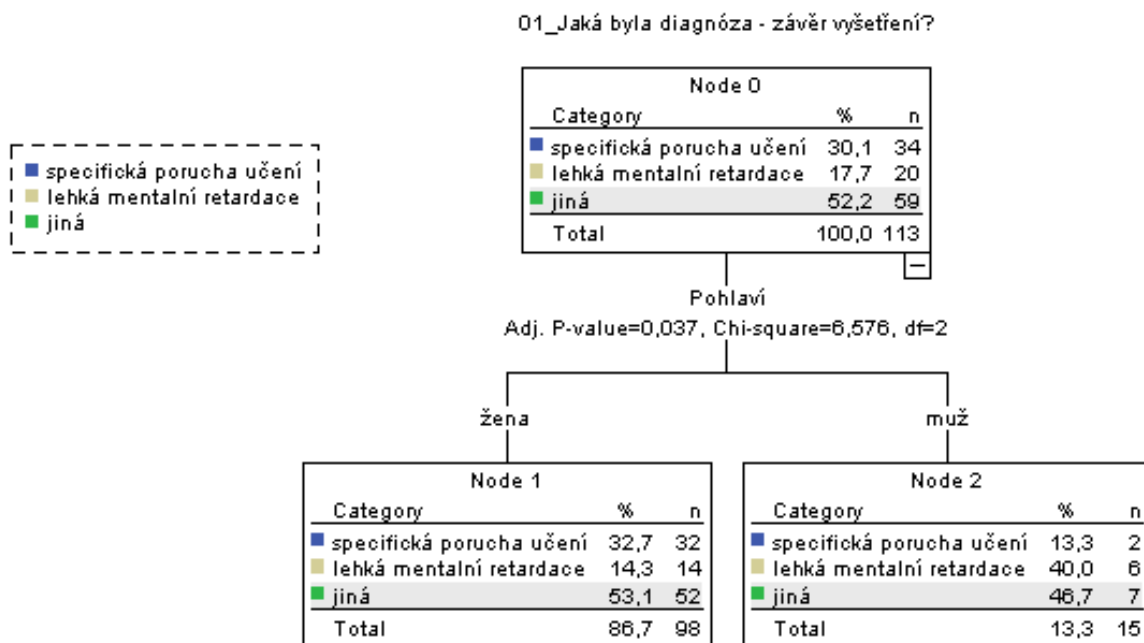 01_Jaká byla diagnóza - závěr vyšetření?
Node 0
Category % n
specifická porucha učení 30,1 34
lehká mentalní retardace 17,7 20
jiná 52,2 59
Total 100,0 113
specifická porucha učení
lehká mentalní retardace
jiná
Pohlaví
Adj. P-value=0,037, Chi-square=6,576, df=2
žena
muž
Node 1
Category % n
specifická porucha učení 32,7 32
lehká mentalní retardace 14,3 14
jiná 53,1 52
Total 86,7 98
Node 2
Category % n
specifická porucha učení 13,3 2
lehká mentalní retardace 40,0 6
jiná 46,7 7
Total 13,3 15